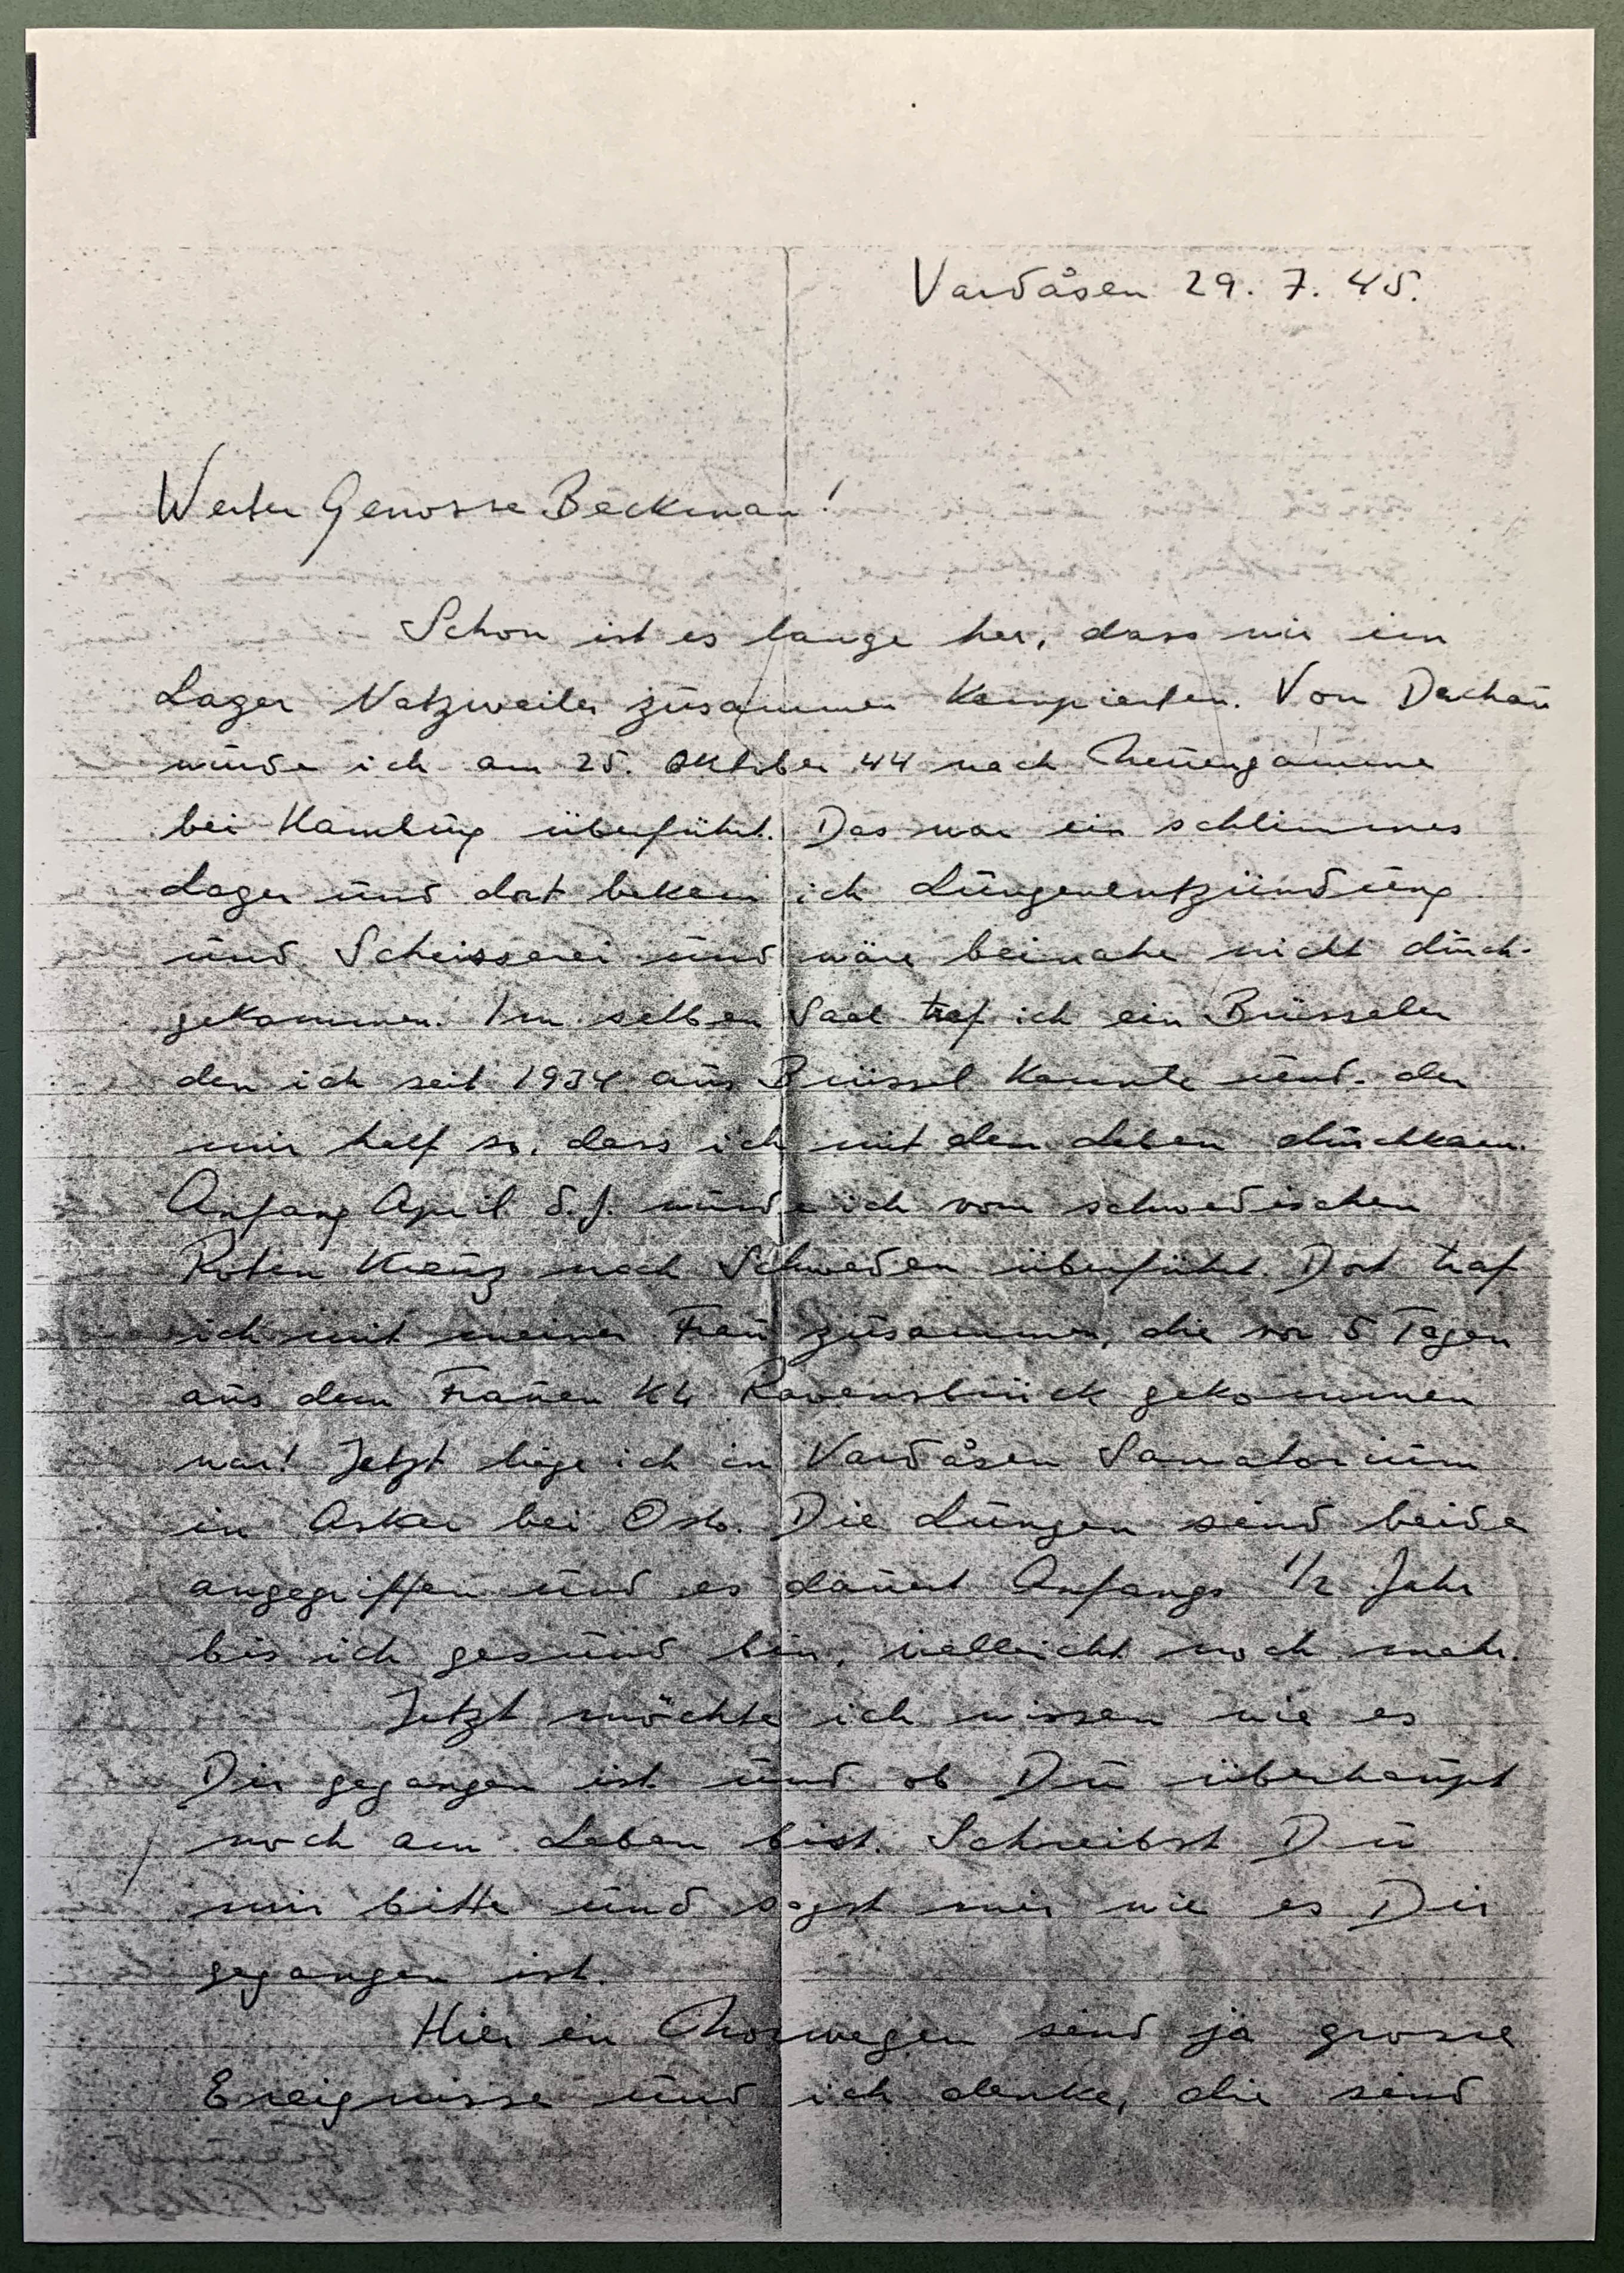 Vardåsen 29. 7. 45.
Werter Genosse Beckman!
Schon ist es lange her, dass wir im
Lager Natzweiler zusammen kampierten. Von Dachau
wurde ich am 25. Oktober 44 nach Neuengamme
bei Hamburg überführt. Das war ein schlimmes
Lager und dort bekam ich Lungenentzündung
und Scheisserei und wäre beinahe nicht durch-
gekommen. Im selben Saal traf ich ein Brüsseler
den ich seit 1934 aus Brüssel kannte und der
mir half so, dass ich mit dem Leben durchkam.
Anfang April d.J. wurde ich vom schwedischen
Roten Kreuz nach Schweden überführt. Dort traf
ich mit meiner Frau zusammen, die vor 5 Tagen
aus dem Frauen KL Ravensbrück gekommen
war! Jetzt liege ich in Vardåsen Sanatorium
in Asker bei Oslo. Die Lungen sind beide
angegriffen und es dauert Anfangs 1/2 Jahr
bis ich gesund bin, vielleicht noch mehr.
Jetzt möchte ich wissen wie es
Dir gegangen ist und ob Du überhaupt
noch am Leben bist. Schreibst Du
mir bitte und sagst mir wie es Dir
gegangen ist.
Hier in Norwegen sind ja grosse
Ereignisse und ich denke, die sind